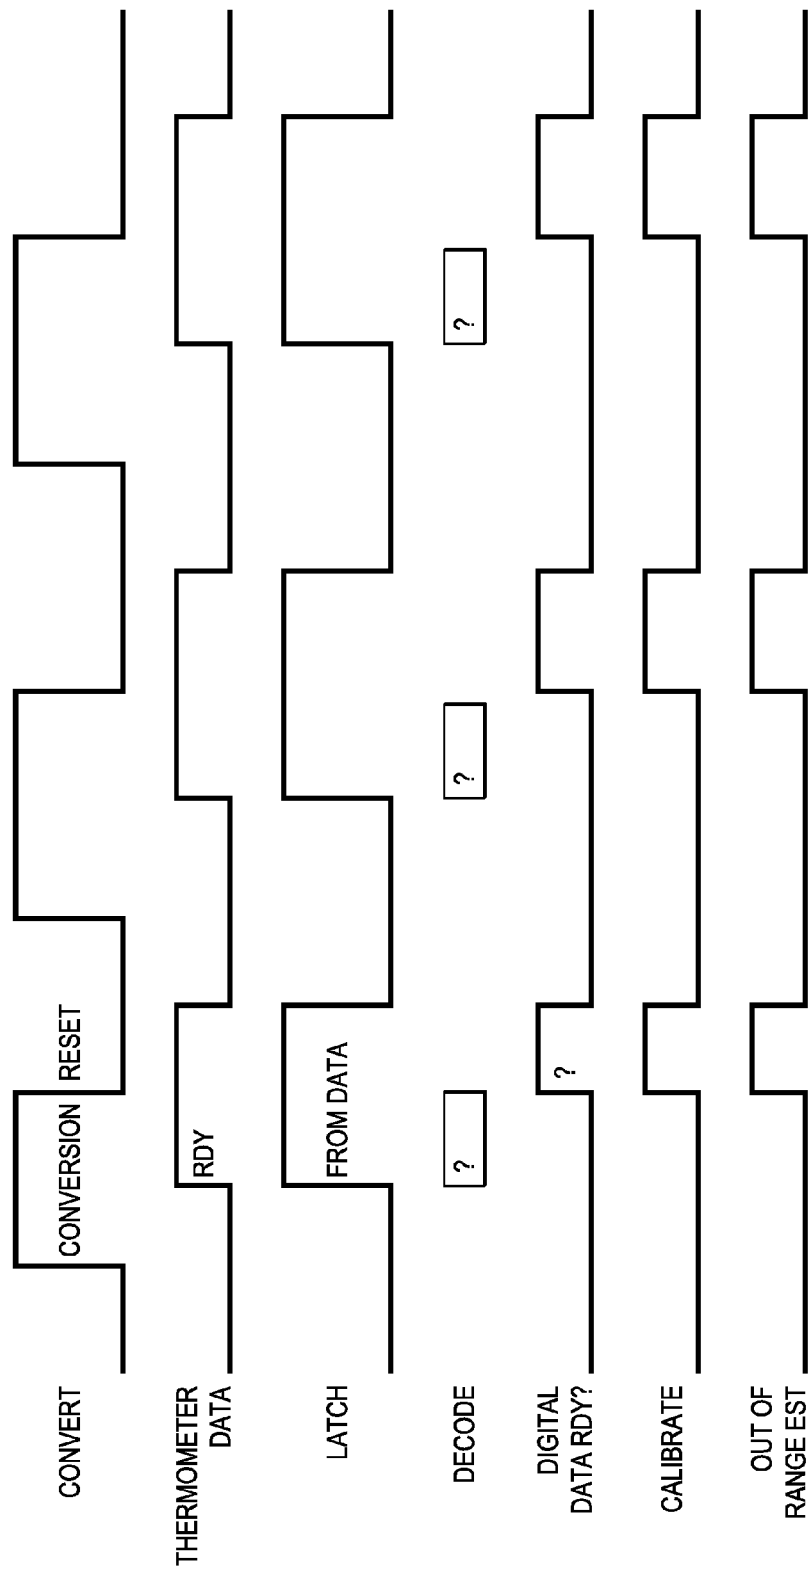 CONVERT
CONVERSION
RESET
THERMOMETER
DATA
RDY
LATCH
FROM DATA
DECODE
?
?
?
DIGITAL
DATA RDY?
?
CALIBRATE
OUT OF
RANGE EST